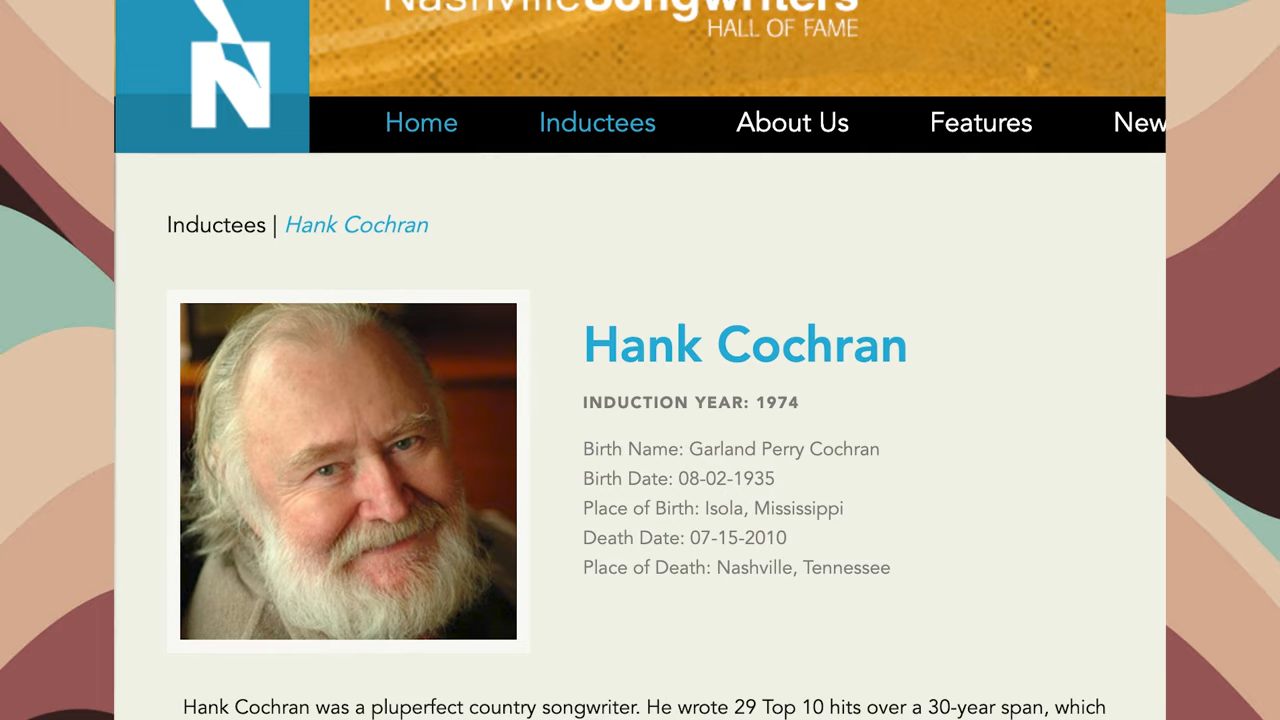 NashvilleSongwriters
HALL OF FAME
N
Home Inductees About Us Features New
Inductees | Hank Cochran
Hank Cochran
INDUCTION YEAR: 1974
Birth Name: Garland Perry Cochran
Birth Date: 08-02-1935
Place of Birth: Isola, Mississippi
Death Date: 07-15-2010
Place of Death: Nashville, Tennessee
Hank Cochran was a pluperfect country songwriter. He wrote 29 Top 10 hits over a 30-year span, which